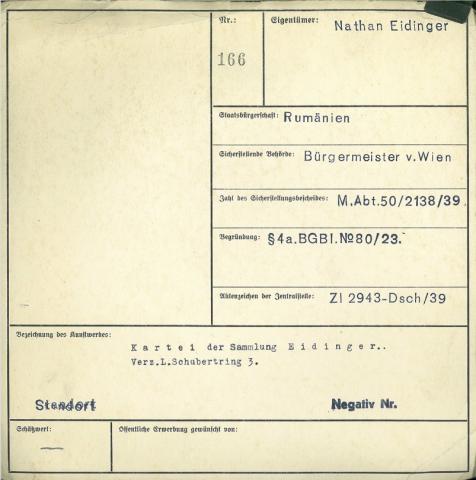 Nr.:
166
Eigentümer: Nathan Eidinger
Staatsbürgerschaft: Rumänien
Sicherstellende Behörde: Bürgermeister v. Wien
Zahl des Sicherstellungsbescheides: M.Abt.50/2138/39.
Begründung: §4a.BGBl.No80/23.
Aktenzeichen der Zentralstelle: Zl 2943-Dsch/39
Bezeichnung des Kunstwerkes:
Kartei der Sammlung Eidinger..
Verz.L.Schubertring 3.
Standort
Negativ Nr.
Schätzwert:
Öffentliche Erwerbung gewünscht von: